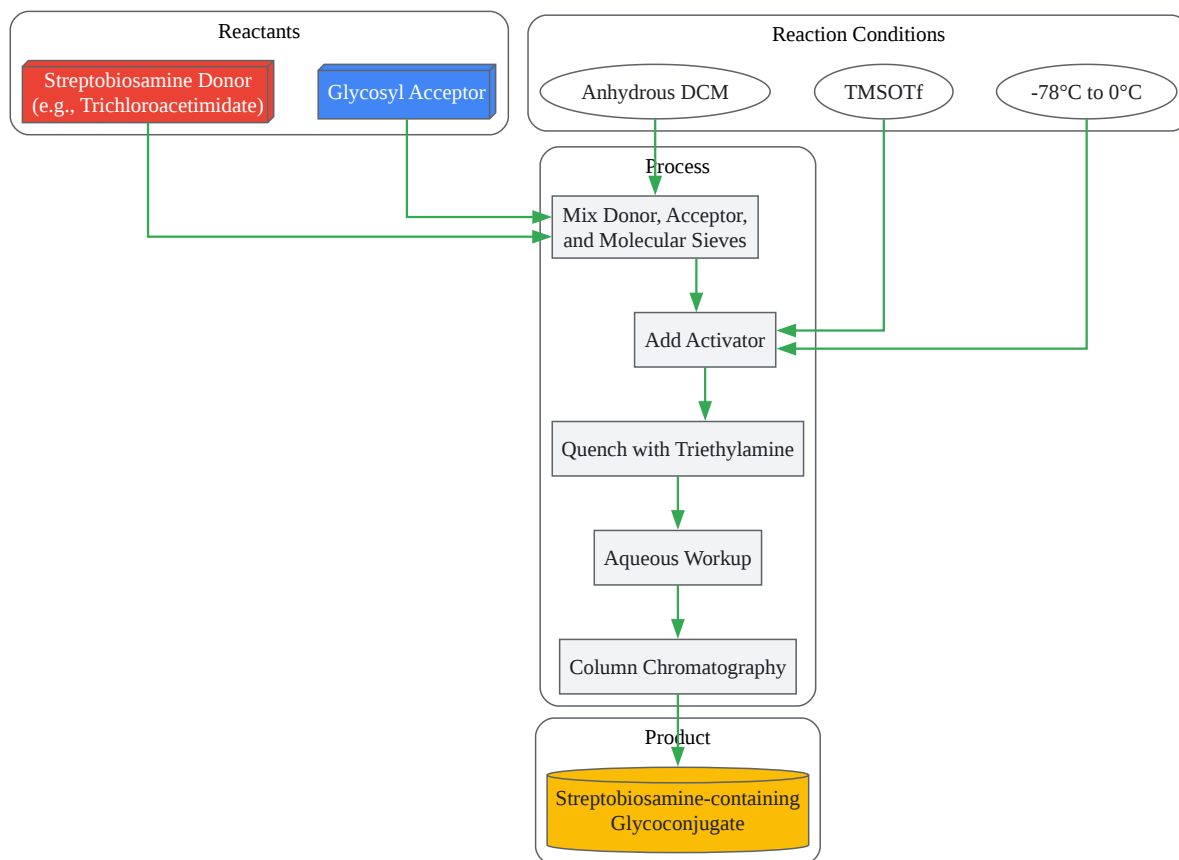 Reactants
Streptobiosamine Donor
(e.g., Trichloroacetimidate)
Glycosyl Acceptor
Reaction Conditions
Anhydrous DCM
TMSOTf
-78°C to 0°C
Process
Mix Donor, Acceptor,
and Molecular Sieves
Add Activator
Quench with Triethylamine
Aqueous Workup
Column Chromatography
Product
Streptobiosamine-containing
Glycoconjugate